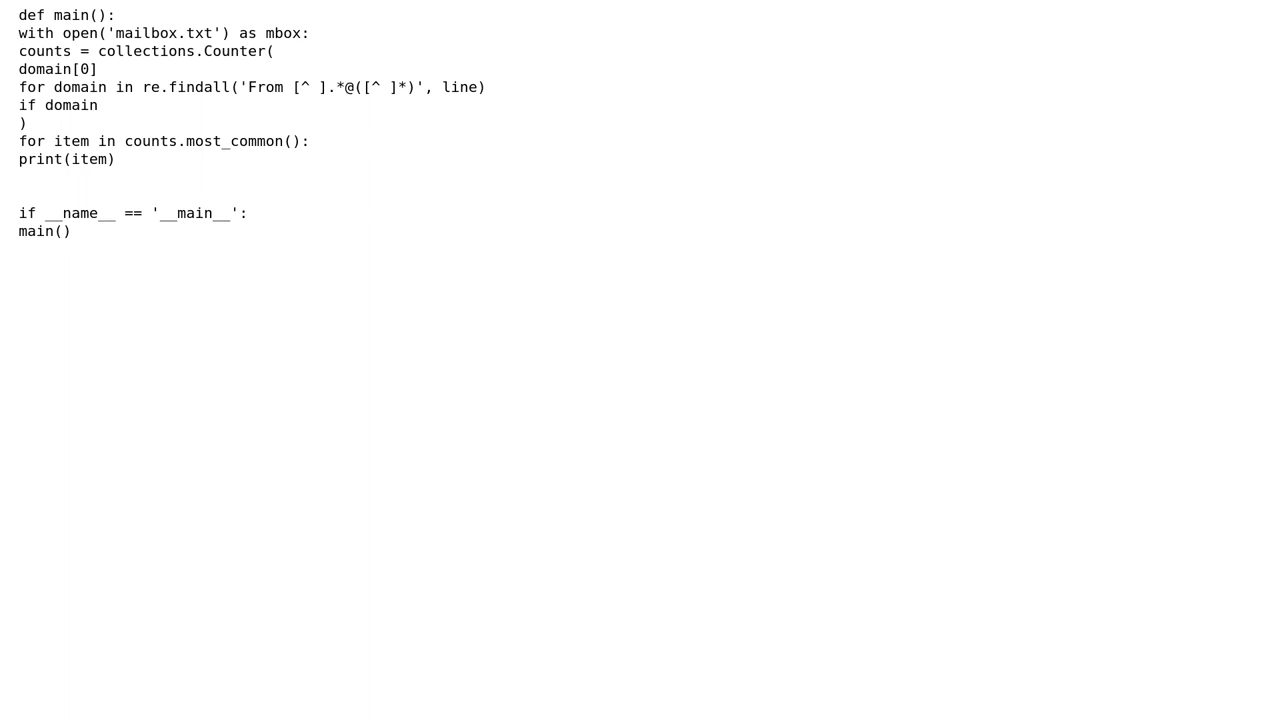 def main():
with open('mailbox.txt') as mbox:
counts = collections.Counter(
domain[0]
for domain in re.findall('From [^ ].*@([^ ]*)', line)
if domain
)
for item in counts.most_common():
print(item)
if __name__ == '__main__':
main()